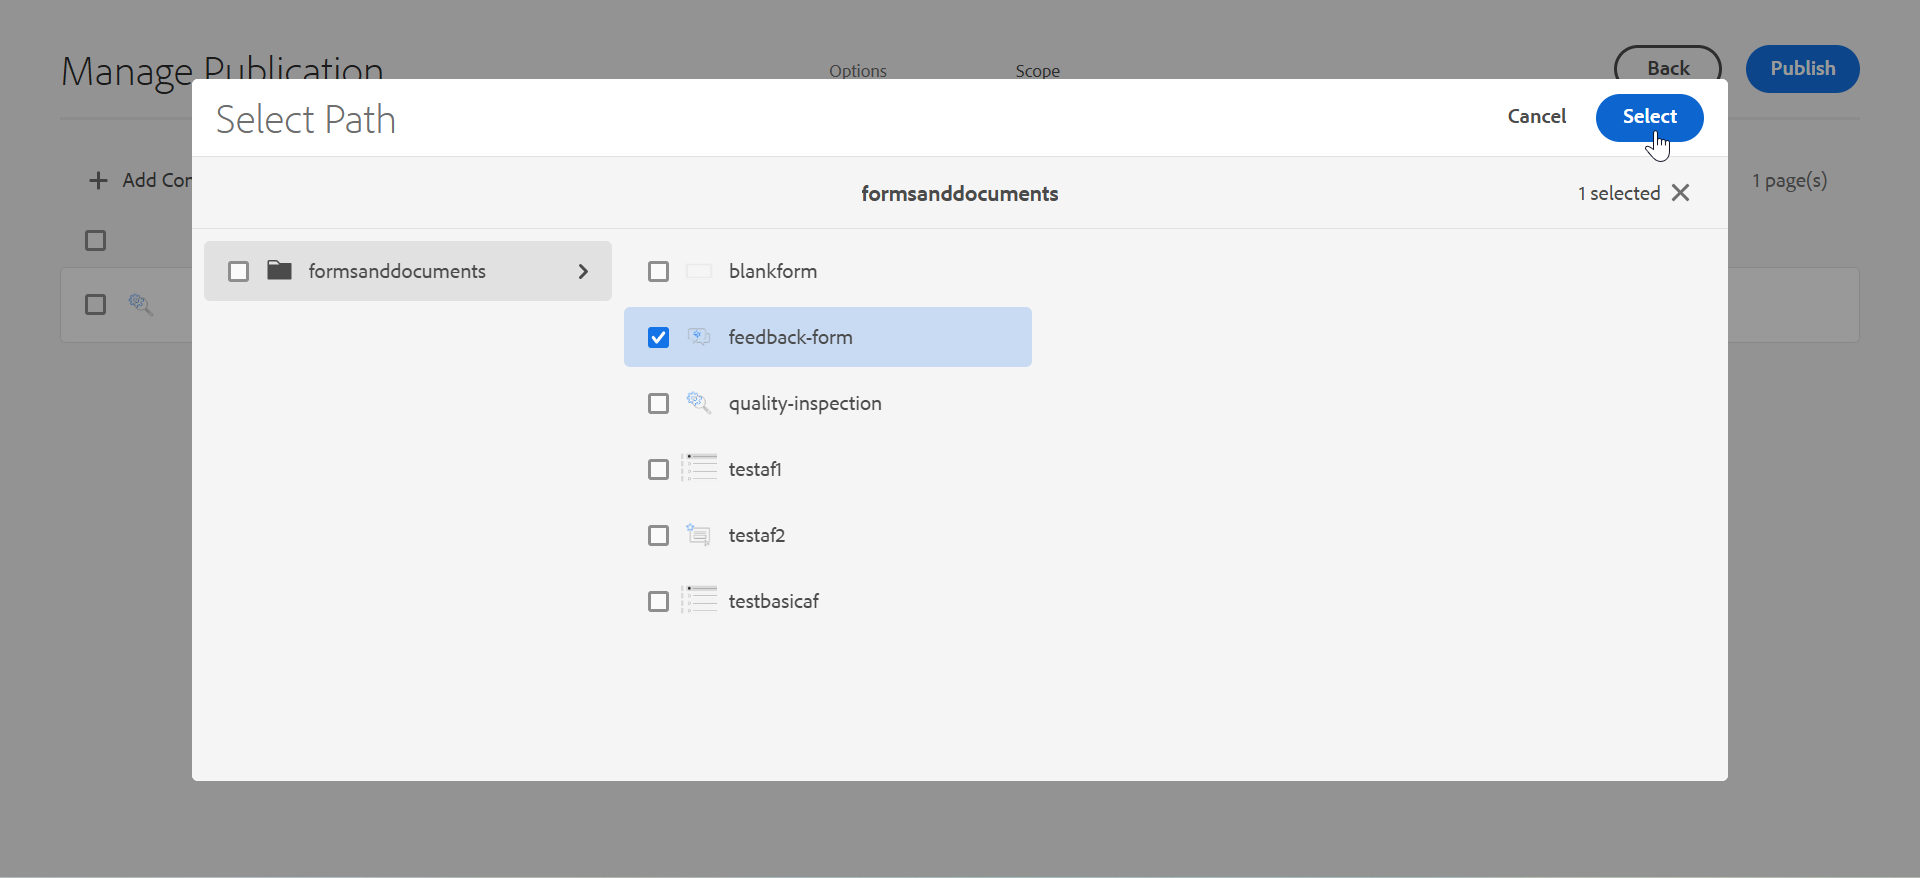 Manage Publication
Options
Scope
Back
Publish
Select Path
Cancel
Select
Add Con
formsanddocuments
1 selected
1 page(s)
formsanddocuments
blankform
feedback-form
quality-inspection
testaf1
testaf2
testbasicaf